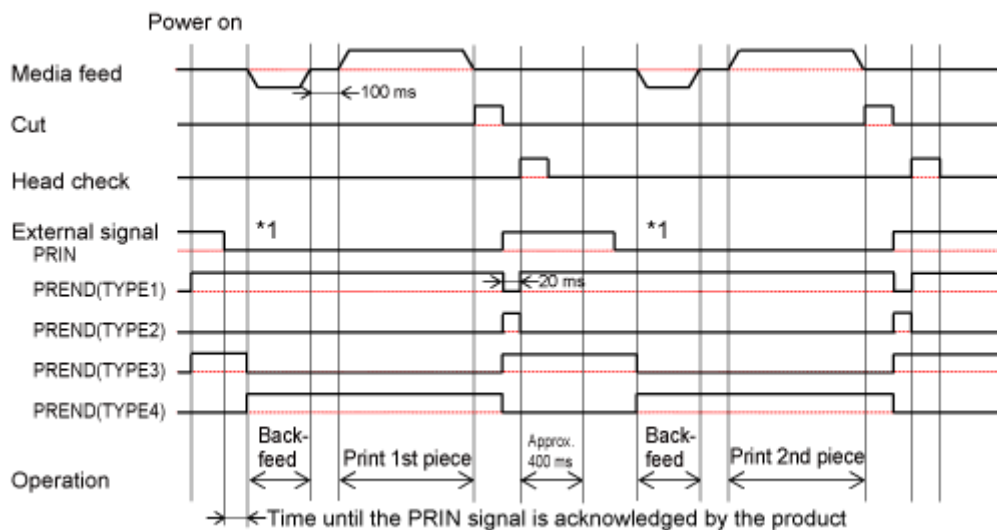 Power on
Media feed
100 ms
Cut
Head check
External signal
*1
*1
PRIN
PREND(TYPE1)
20 ms
PREND(TYPE2)
PREND(TYPE3)
PREND(TYPE4)
Operation
Back-
feed
Print 1st piece
Approx.
400 ms
Back-
feed
Print 2nd piece
Time until the PRIN signal is acknowledged by the product